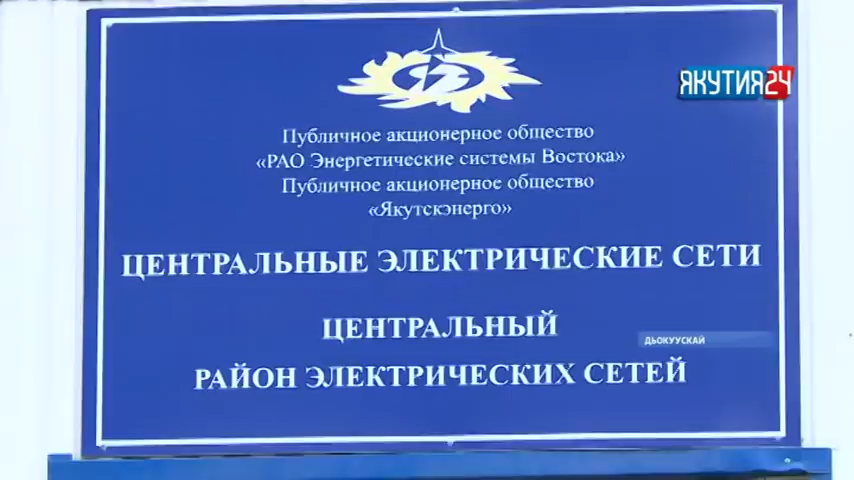 ЯКУТИЯ24
Публичное акционерное общество
«РАО Энергетические системы Востока»
Публичное акционерное общество
«Якутскэнерго»
ЦЕНТРАЛЬНЫЕ ЭЛЕКТРИЧЕСКИЕ СЕТИ
ЦЕНТРАЛЬНЫЙ
ДЬОКУУСКАЙ
РАЙОН ЭЛЕКТРИЧЕСКИХ СЕТЕЙ